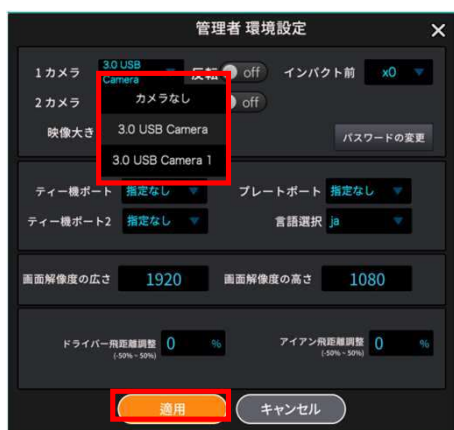 管理者 環境設定
1カメラ 3.0 USB Camera 反転 off インパクト前 x0
カメラなし
2カメラ off
映像大き 3.0 USB Camera パスワードの変更
3.0 USB Camera 1
ティー機ポート 指定なし プレートポート 指定なし
ティー機ポート2 指定なし 言語選択 ja
画面解像度の広さ 1920 画面解像度の高さ 1080
ドライバー飛距離調整 0 % アイアン飛距離調整 0 %
(-50% ~ 50%) (-50% ~ 50%)
適用 キャンセル